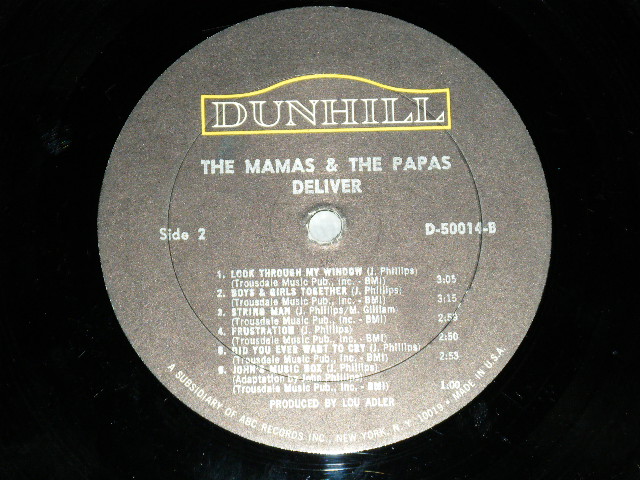 DUNHILL
THE MAMAS & THE PAPAS
DELIVER
Side 2
D-50014-B
1. LOOK THROUGH MY WINDOW (J. Phillips)
(Trousdale Music Pub., Inc. - BMI) 3:05
2. BOYS & GIRLS TOGETHER (J. Phillips)
(Trousdale Music Pub., Inc. - BMI) 3:15
3. STRING MAN (J. Phillips/M. Gilliam)
(Trousdale Music Pub., Inc. - BMI) 2:59
4. FRUSTRATION (J. Phillips)
(Trousdale Music Pub., Inc. - BMI) 2:50
5. DID YOU EVER WANT TO CRY (J. Phillips)
(Trousdale Music Pub., Inc. - BMI) 2:53
6. JOHN'S MUSIC BOX (J. Phillips)
(Adaptation by John Phillips)
(Trousdale Music Pub., Inc. - BMI) 1:00
PRODUCED BY LOU ADLER
A SUBSIDIARY OF ABC RECORDS INC., NEW YORK, N.Y. 10019 • MADE IN U.S.A.